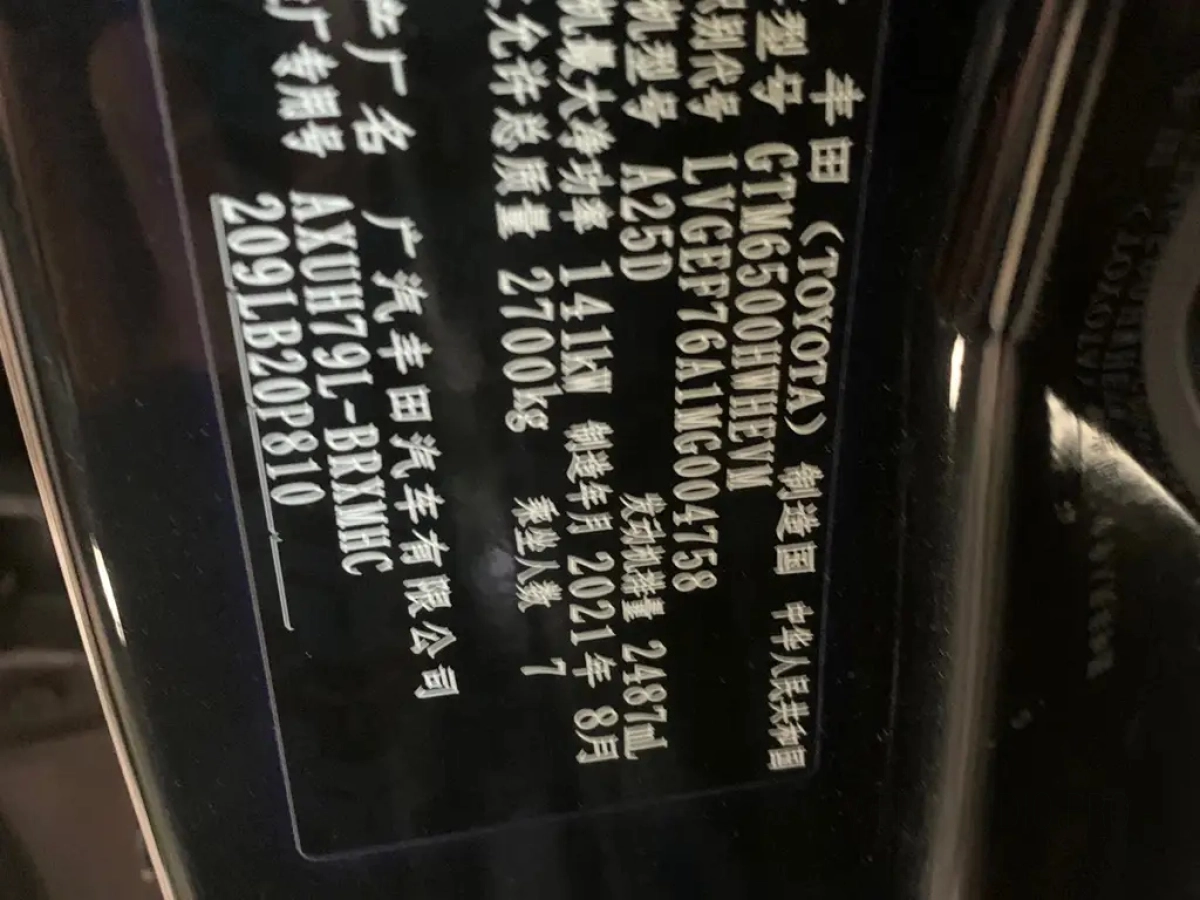 丰田 (TOYOTA) 制造国 中华人民共和国
型号 GTM6500HWHEVM
别代号 LVGEF76A1MG004758
机型号 A25D 发动机排量 2487mL
机最大净功率 141kW 制造年月 2021年 8月
允许总质量 2700kg 乘坐人数 7
产厂名 广汽丰田汽车有限公司
厂专用号 AXUH79L-BRXMHC
209LB20P810